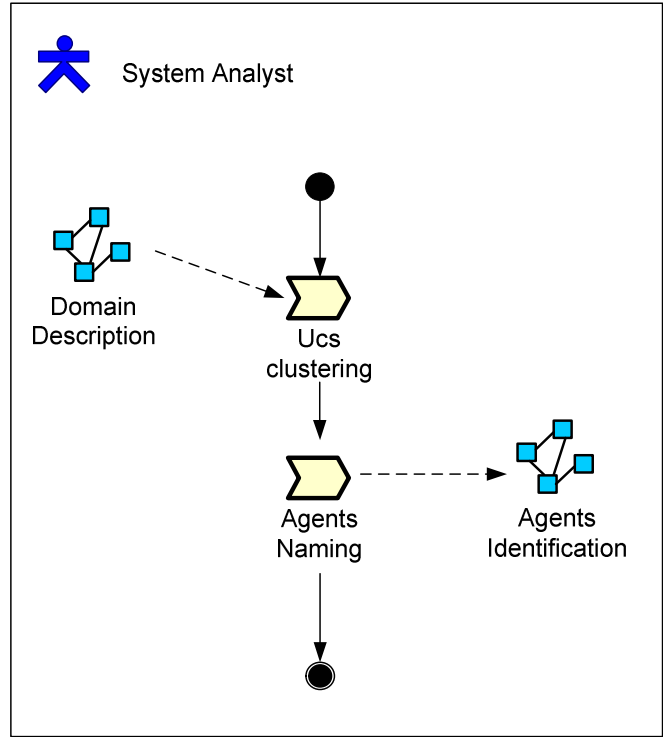 System Analyst
Domain
Description
Ucs
clustering
Agents
Naming
Agents
Identification